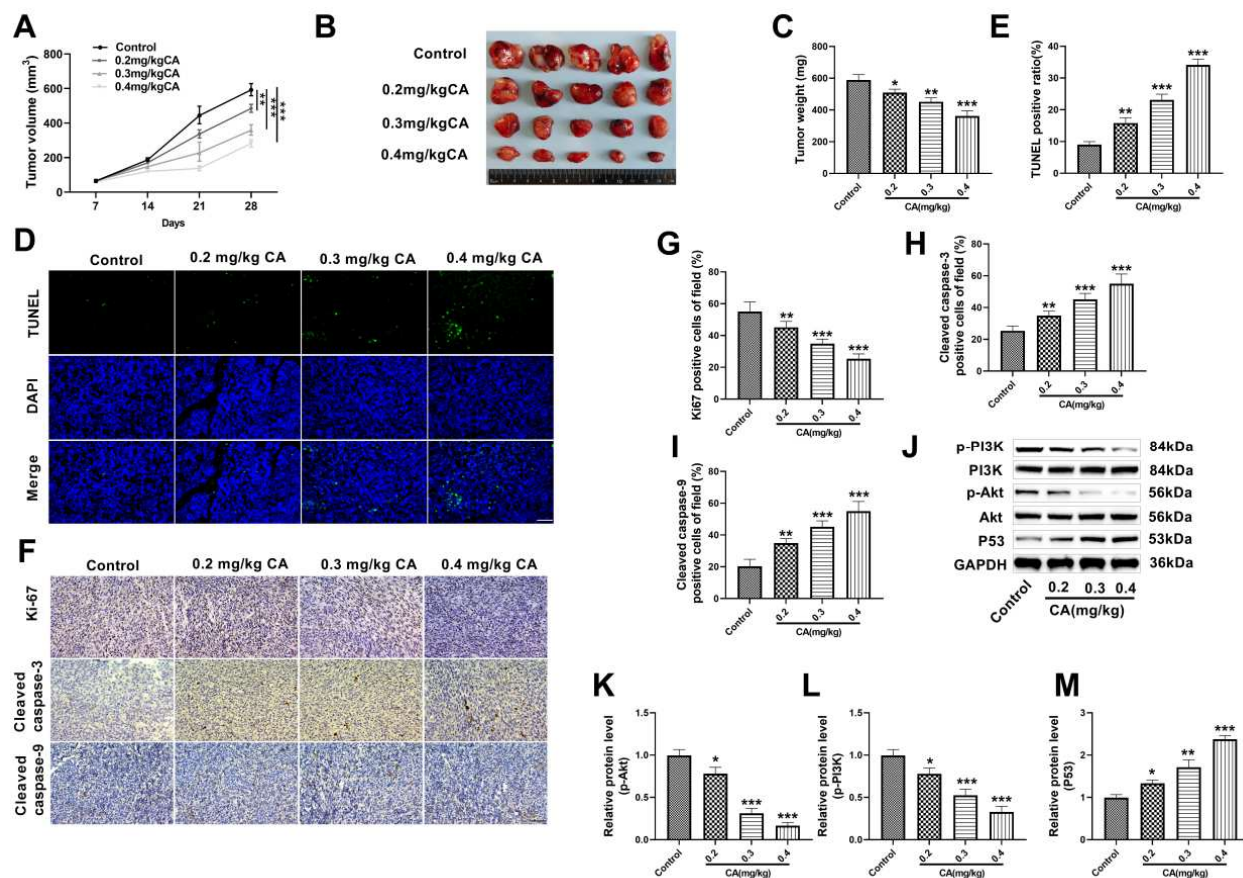 A
Tumor volume (mm³)
800
600
400
200
0
7
14
21
28
Days
Control
0.2mg/kgCA
0.3mg/kgCA
0.4mg/kgCA
**
***
***
B
Control
0.2mg/kgCA
0.3mg/kgCA
0.4mg/kgCA
C
Tumor weight (mg)
800
600
400
200
0
*
**
***
Control
0.2
0.3
0.4
CA(mg/kg)
E
TUNEL positive ratio(%)
40
30
20
10
0
**
***
***
Control
0.2
0.3
0.4
CA(mg/kg)
D
Control
0.2 mg/kg CA
0.3 mg/kg CA
0.4 mg/kg CA
TUNEL
DAPI
Merge
G
Ki67 positive cells of field (%)
80
60
40
20
0
**
***
***
Control
0.2
0.3
0.4
CA(mg/kg)
H
Cleaved caspase-3
positive cells of field (%)
80
60
40
20
0
**
***
***
Control
0.2
0.3
0.4
CA(mg/kg)
I
Cleaved caspase-9
positive cells of field (%)
80
60
40
20
0
**
***
***
Control
0.2
0.3
0.4
CA(mg/kg)
J
p-PI3K 84kDa
PI3K 84kDa
p-Akt 56kDa
Akt 56kDa
P53 53kDa
GAPDH 36kDa
Control 0.2 0.3 0.4
CA(mg/kg)
F
Control
0.2 mg/kg CA
0.3 mg/kg CA
0.4 mg/kg CA
Ki-67
Cleaved
caspase-3
Cleaved
caspase-9
K
Relative protein level
(p-Akt)
1.5
1.0
0.5
0.0
*
***
***
Control
0.2
0.3
0.4
CA(mg/kg)
L
Relative protein level
(p-PI3K)
1.5
1.0
0.5
0.0
*
***
***
Control
0.2
0.3
0.4
CA(mg/kg)
M
Relative protein level
(P53)
3
2
1
0
*
**
***
Control
0.2
0.3
0.4
CA(mg/kg)